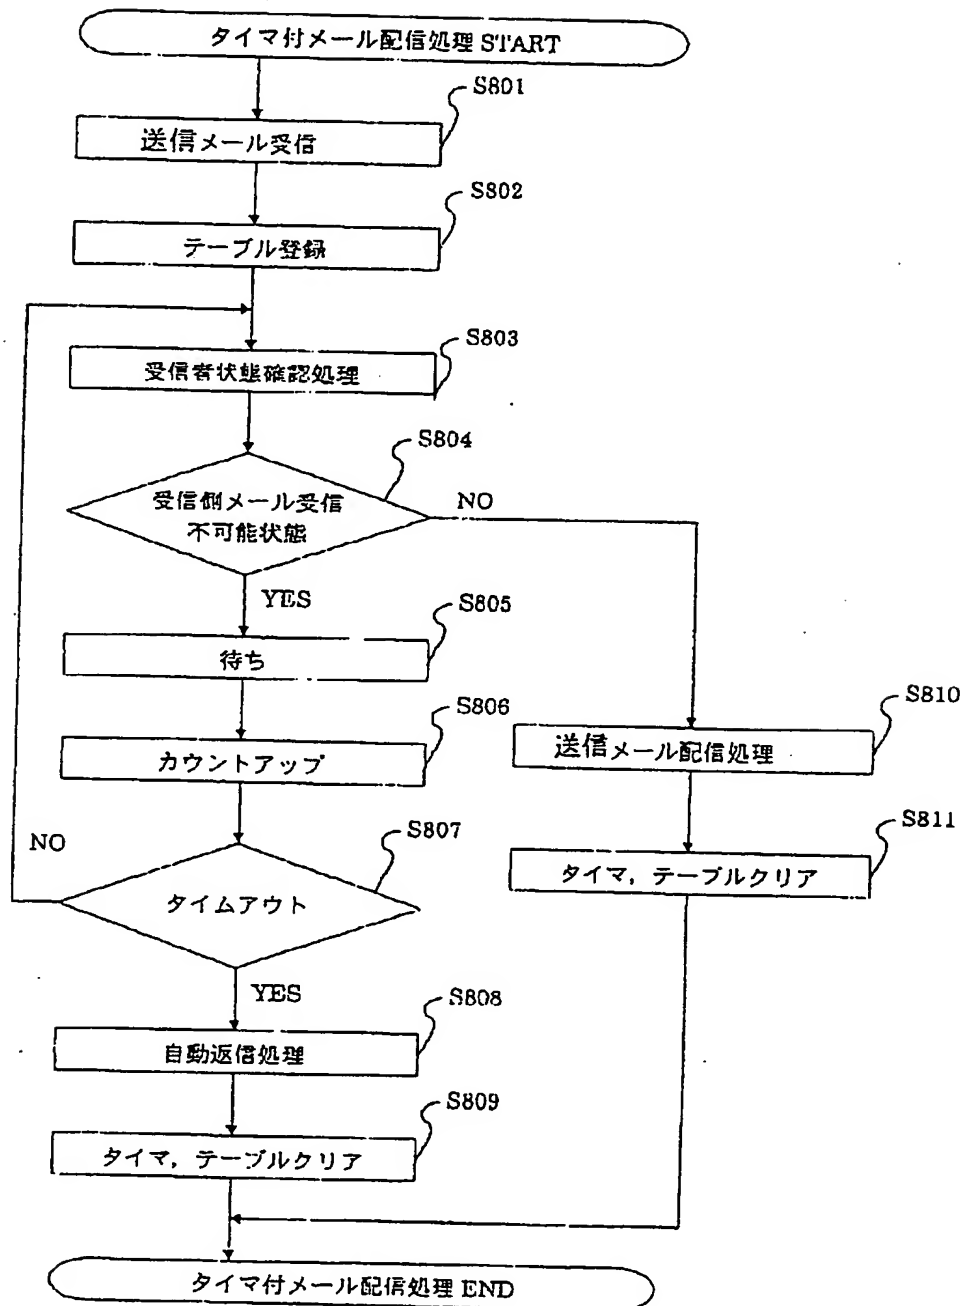 タイマ付メール配信処理 START
S801
送信メール受信
S802
テーブル登録
S803
受信者状態確認処理
S804
受信側メール受信
不可能状態
NO
YES
S805
待ち
S806
カウントアップ
S810
送信メール配信処理
S807
タイムアウト
NO
S811
タイマ，テーブルクリア
YES
S808
自動返信処理
S809
タイマ，テーブルクリア
タイマ付メール配信処理 END